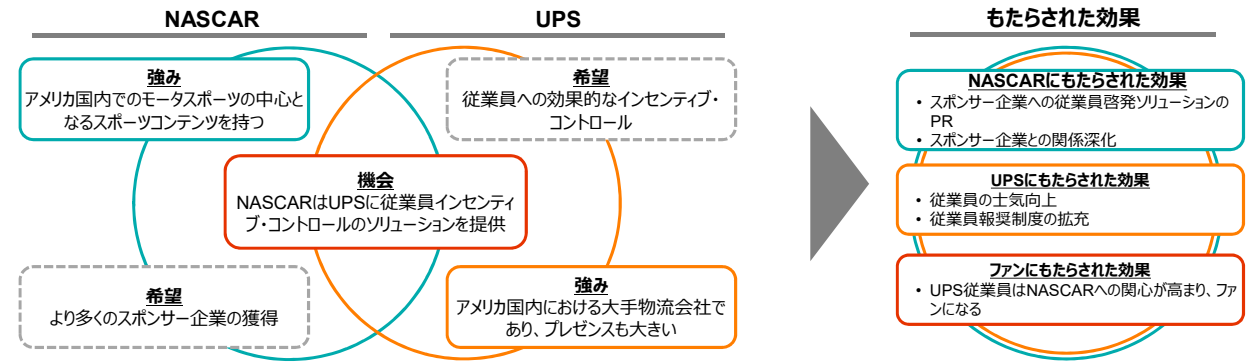 NASCAR
UPS
強み
アメリカ国内でのモータスポーツの中心と
なるスポーツコンテンツを持つ
希望
従業員への効果的なインセンティブ・
コントロール
機会
NASCARはUPSに従業員インセンティ
ブ・コントロールのソリューションを提供
希望
より多くのスポンサー企業の獲得
強み
アメリカ国内における大手物流会社で
あり、プレゼンスも大きい
もたらされた効果
NASCARにもたらされた効果
• スポンサー企業への従業員啓発ソリューションの
PR
• スポンサー企業との関係深化
UPSにもたらされた効果
• 従業員の士気向上
• 従業員報奨制度の拡充
ファンにもたらされた効果
• UPS従業員はNASCARへの関心が高まり、ファ
ンになる